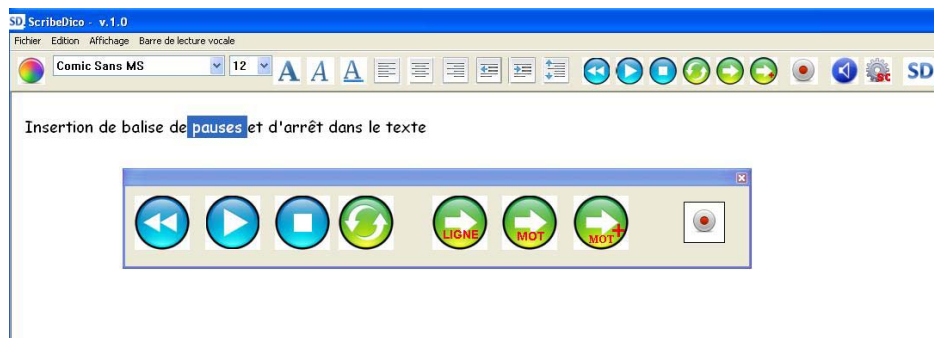 SD ScribeDico - v.1.0
Fichier Edition Affichage Barre de lecture vocale
Comic Sans MS 12 A A A SC SD
Insertion de balise de pauses et d'arrêt dans le texte
LIGNE MOT MOT+